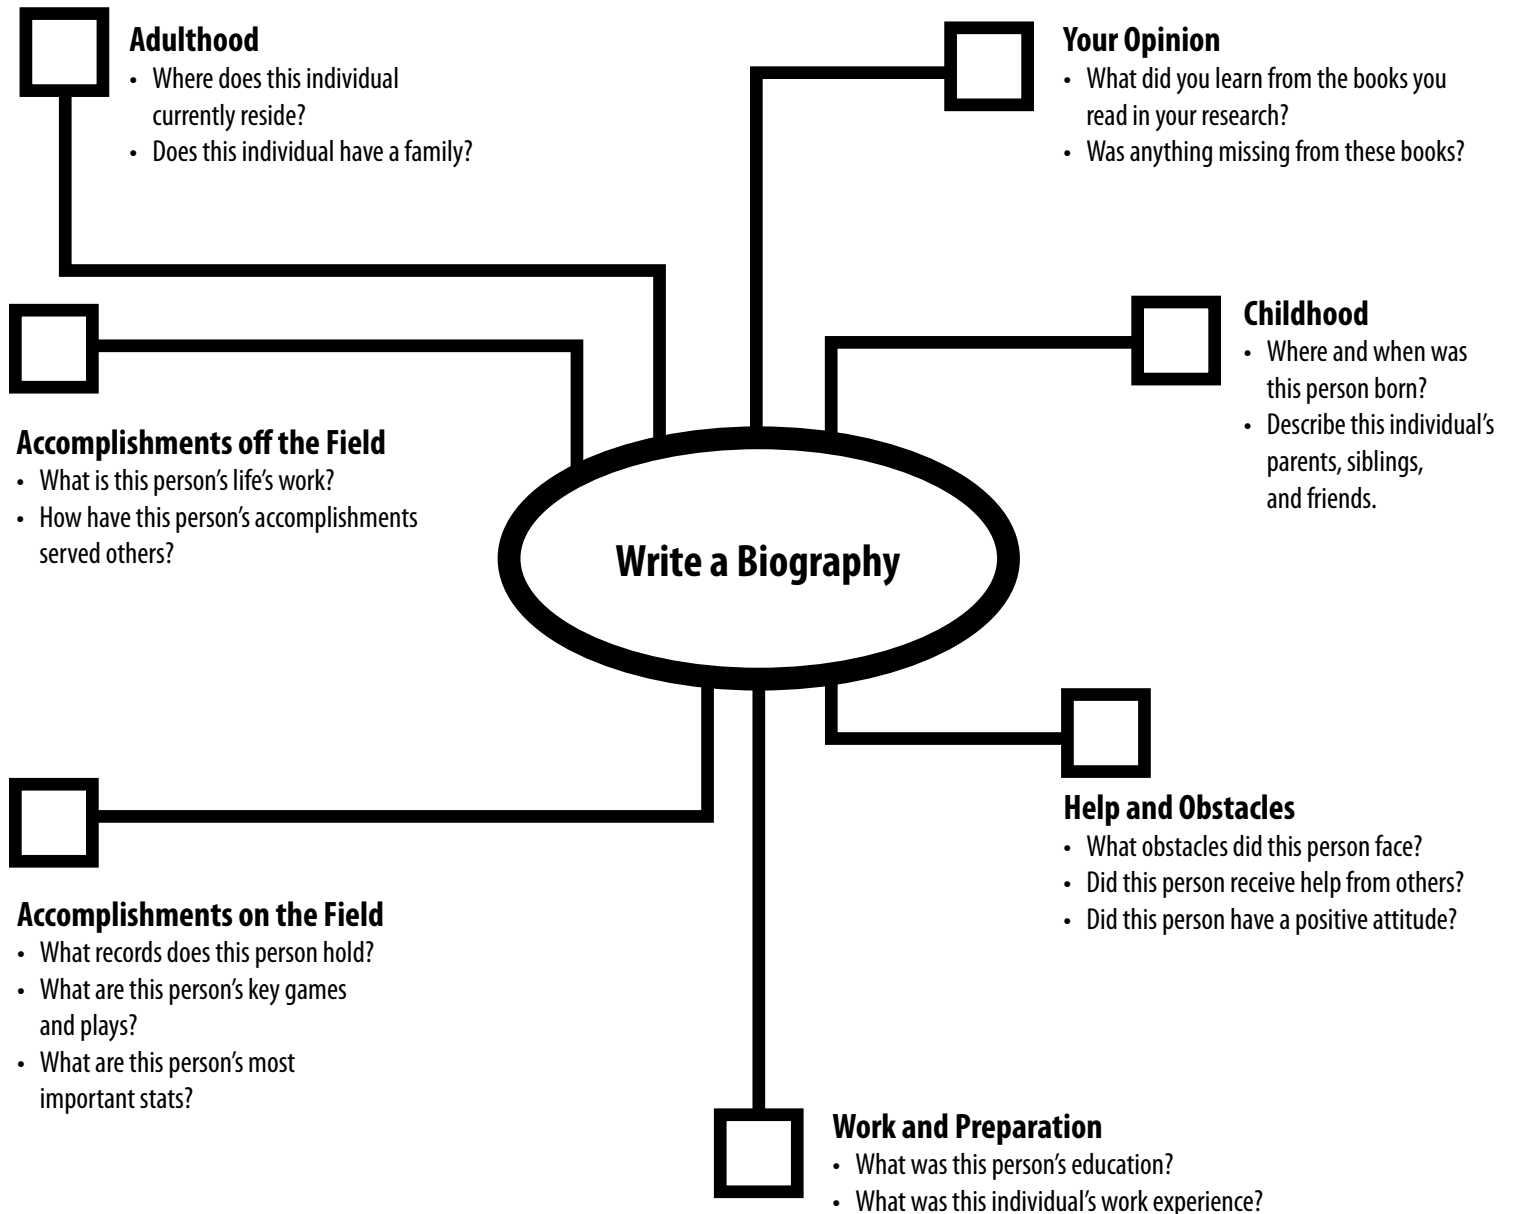 Adulthood
• Where does this individual
currently reside?
• Does this individual have a family?
Your Opinion
• What did you learn from the books you
read in your research?
• Was anything missing from these books?
Childhood
• Where and when was
this person born?
• Describe this individual’s
parents, siblings,
and friends.
Accomplishments off the Field
• What is this person’s life’s work?
• How have this person’s accomplishments
served others?
Write a Biography
Help and Obstacles
• What obstacles did this person face?
• Did this person receive help from others?
• Did this person have a positive attitude?
Accomplishments on the Field
• What records does this person hold?
• What are this person’s key games
and plays?
• What are this person’s most
important stats?
Work and Preparation
• What was this person’s education?
• What was this individual’s work experience?